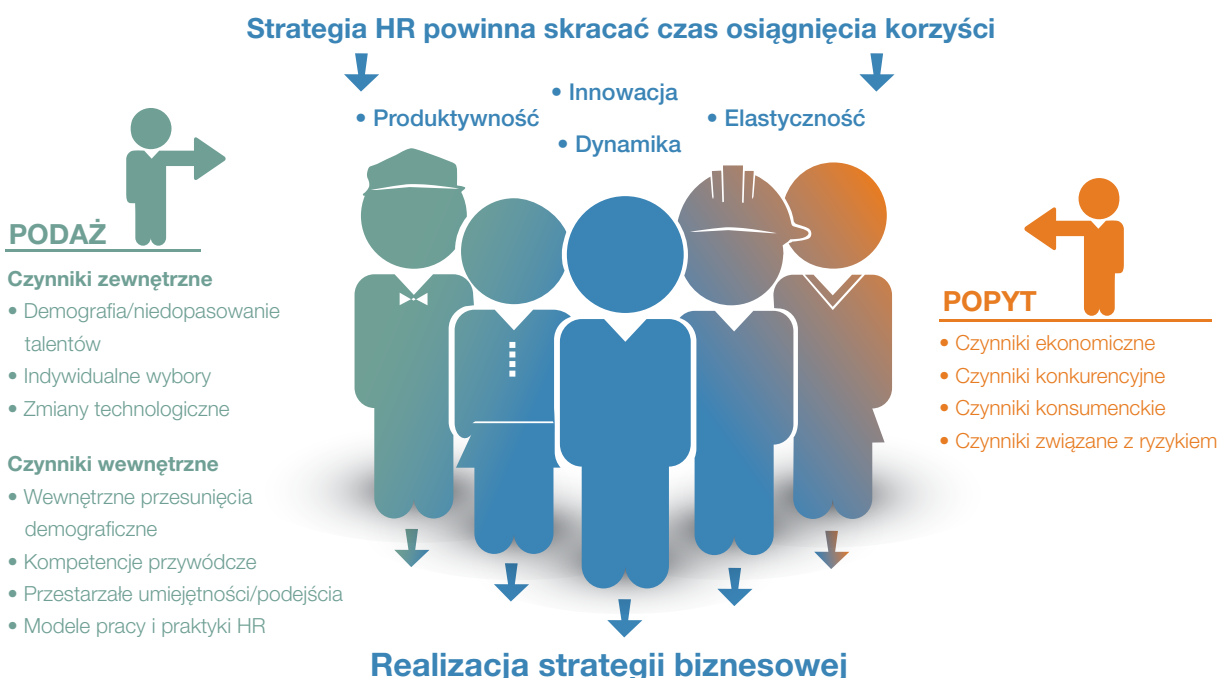 Strategia HR powinna skracać czas osiągnięcia korzyści
• Innowacja
• Produktywność
• Elastyczność
• Dynamika
PODAŻ
Czynniki zewnętrzne
• Demografia/niedopasowanie
talentów
• Indywidualne wybory
• Zmiany technologiczne
Czynniki wewnętrzne
• Wewnętrzne przesunięcia
demograficzne
• Kompetencje przywódcze
• Przestarzałe umiejętności/podejścia
• Modele pracy i praktyki HR
POPYT
• Czynniki ekonomiczne
• Czynniki konkurencyjne
• Czynniki konsumenckie
• Czynniki związane z ryzykiem
Realizacja strategii biznesowej